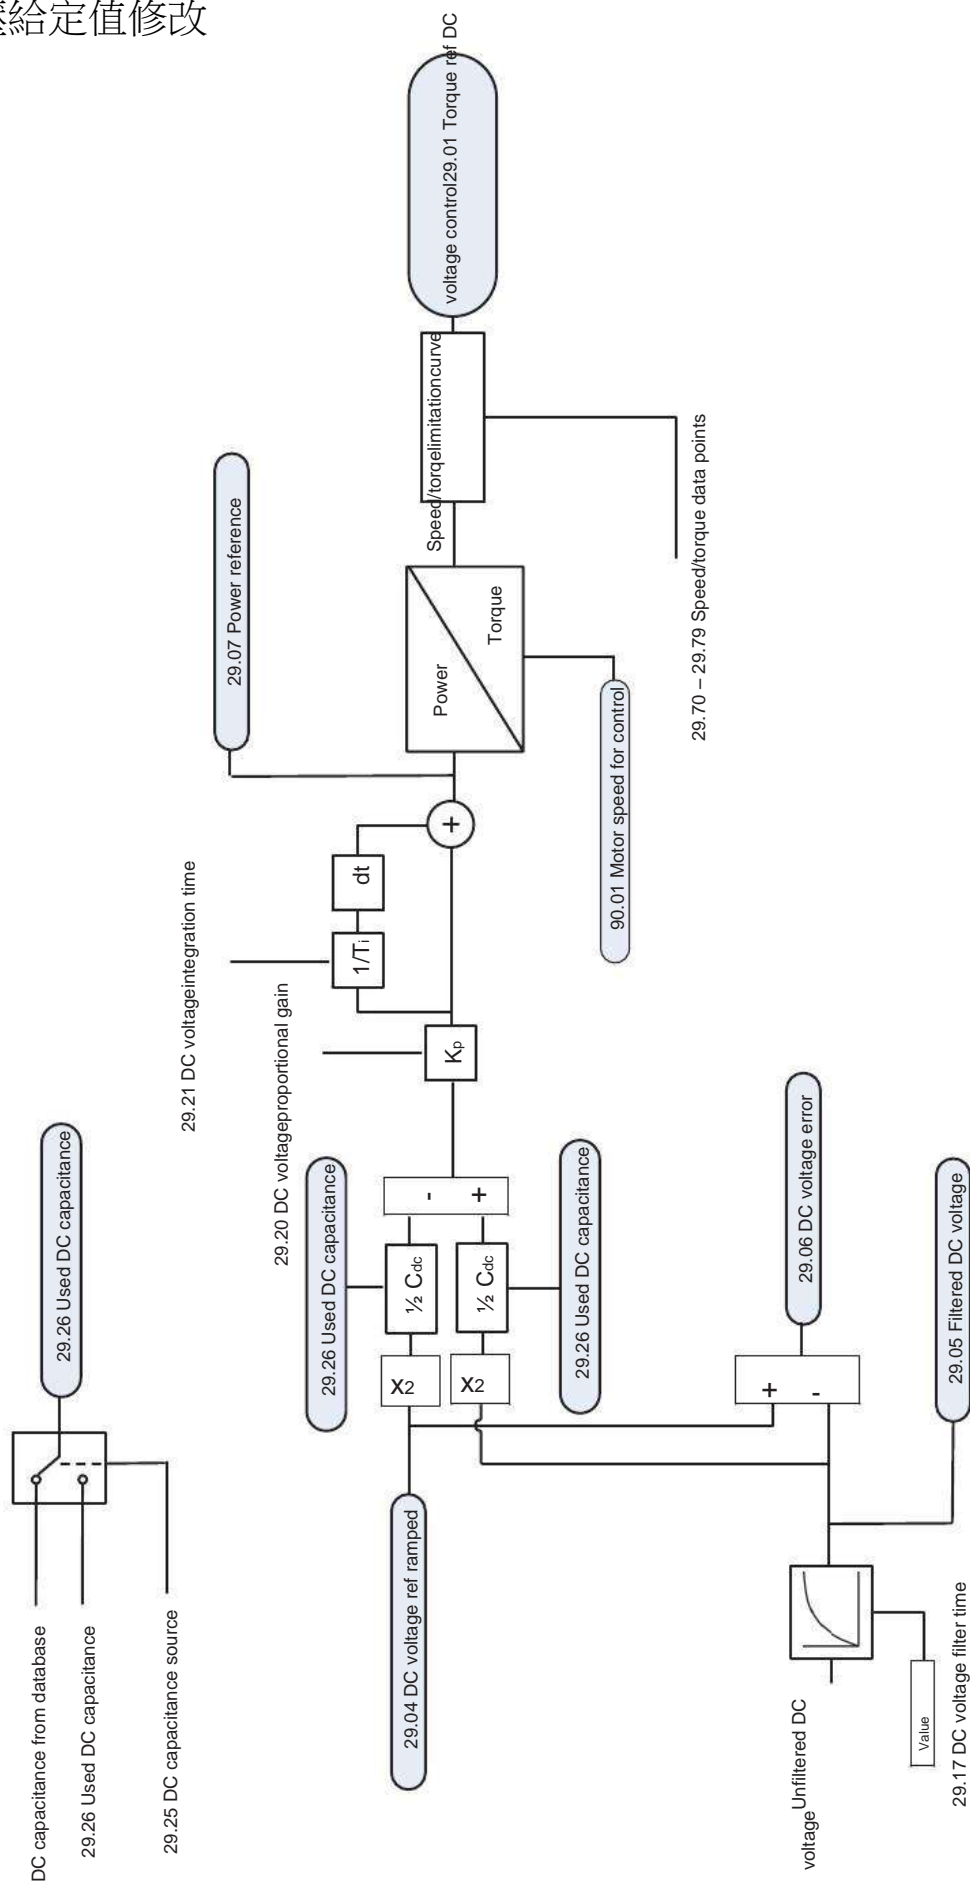 給定值修改
DC capacitance from database
29.26 Used DC capacitance
29.25 DC capacitance source
29.26 Used DC capacitance
29.21 DC voltageintegration time
29.20 DC voltageproportional gain
29.07 Power reference
29.04 DC voltage ref ramped
29.26 Used DC capacitance
x2
x2
½ Cdc
½ Cdc
-
+
29.26 Used DC capacitance
Kp
1/Ti
dt
+
Power
Torque
Speed/torqelimitationcurve
voltage control29.01 Torque ref DC
90.01 Motor speed for control
29.70 – 29.79 Speed/torque data points
voltage Unfiltered DC
Value
29.17 DC voltage filter time
+
-
29.06 DC voltage error
29.05 Filtered DC voltage